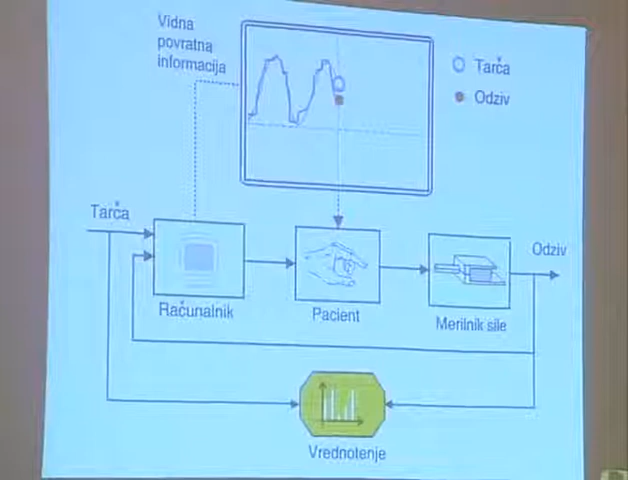 Vidna
povratna
informacija
Tarča
Odziv
Tarča
Odziv
Računalnik
Pacient
Merilnik sile
Vrednotenje